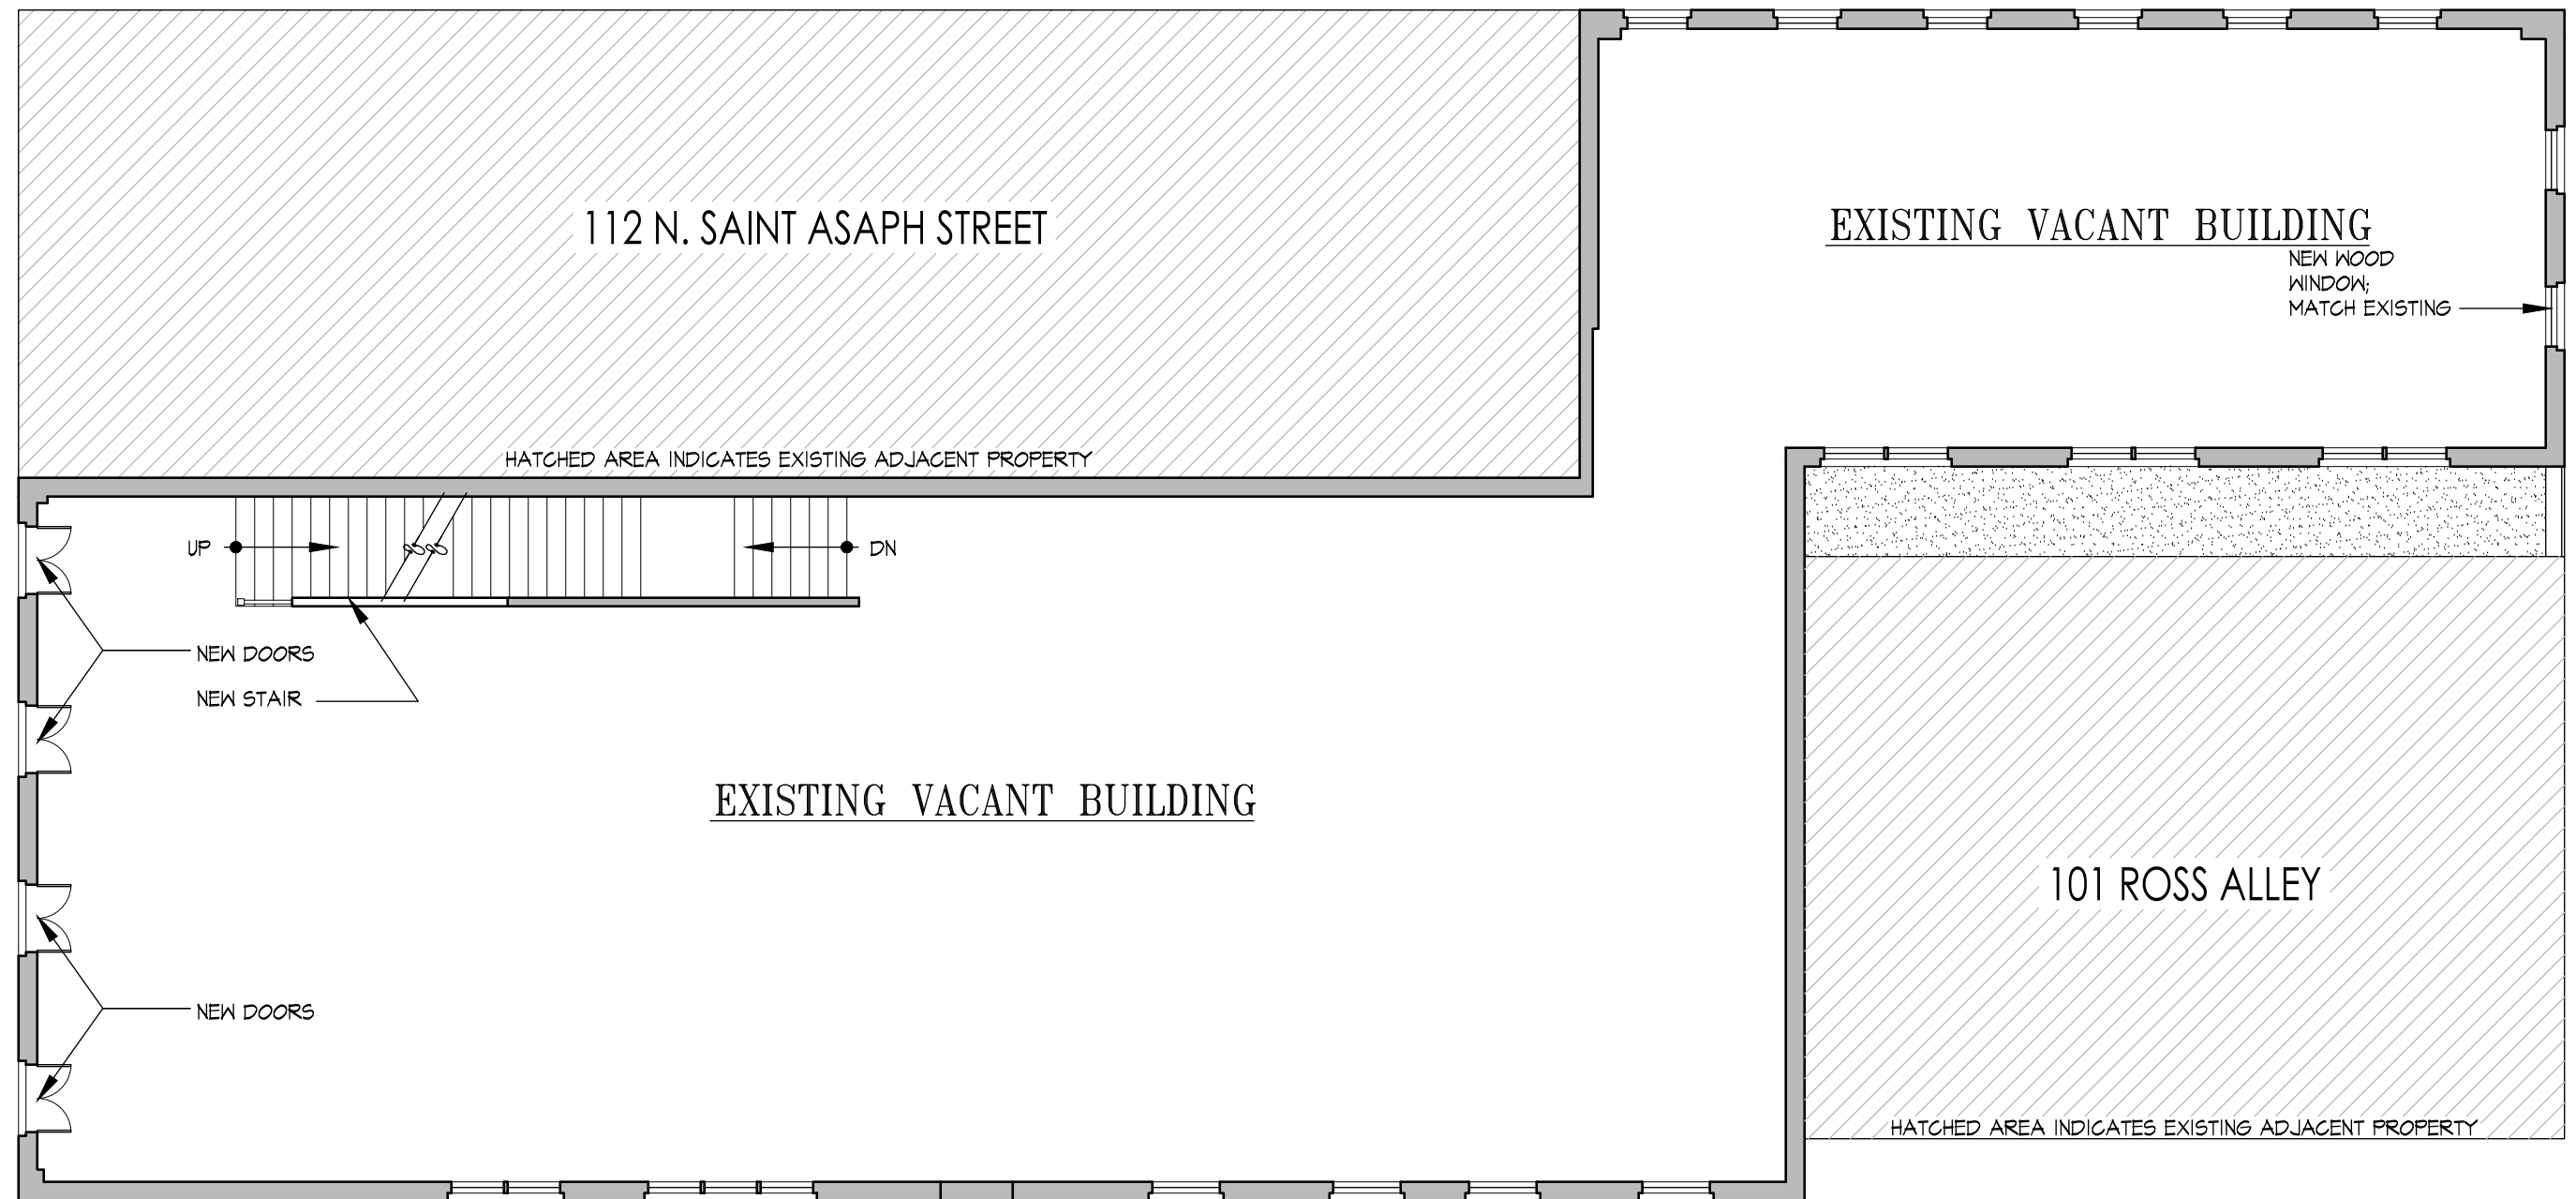 112 N. SAINT ASAPH STREET
EXISTING VACANT BUILDING
NEW WOOD
WINDOW;
MATCH EXISTING
HATCHED AREA INDICATES EXISTING ADJACENT PROPERTY
UP
DN
NEW DOORS
NEW STAIR
EXISTING VACANT BUILDING
101 ROSS ALLEY
NEW DOORS
HATCHED AREA INDICATES EXISTING ADJACENT PROPERTY